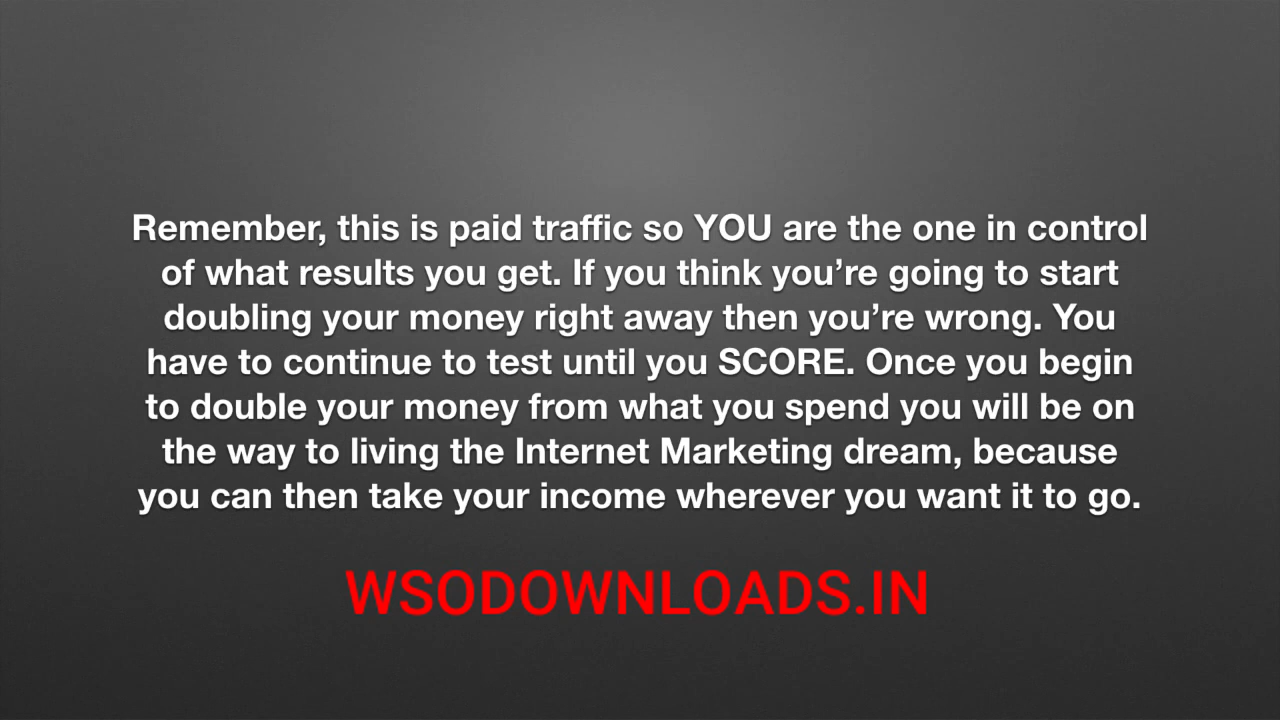 Remember, this is paid traffic so YOU are the one in control
of what results you get. If you think you’re going to start
doubling your money right away then you’re wrong. You
have to continue to test until you SCORE. Once you begin
to double your money from what you spend you will be on
the way to living the Internet Marketing dream, because
you can then take your income wherever you want it to go.
WSODOWNLOADS.IN